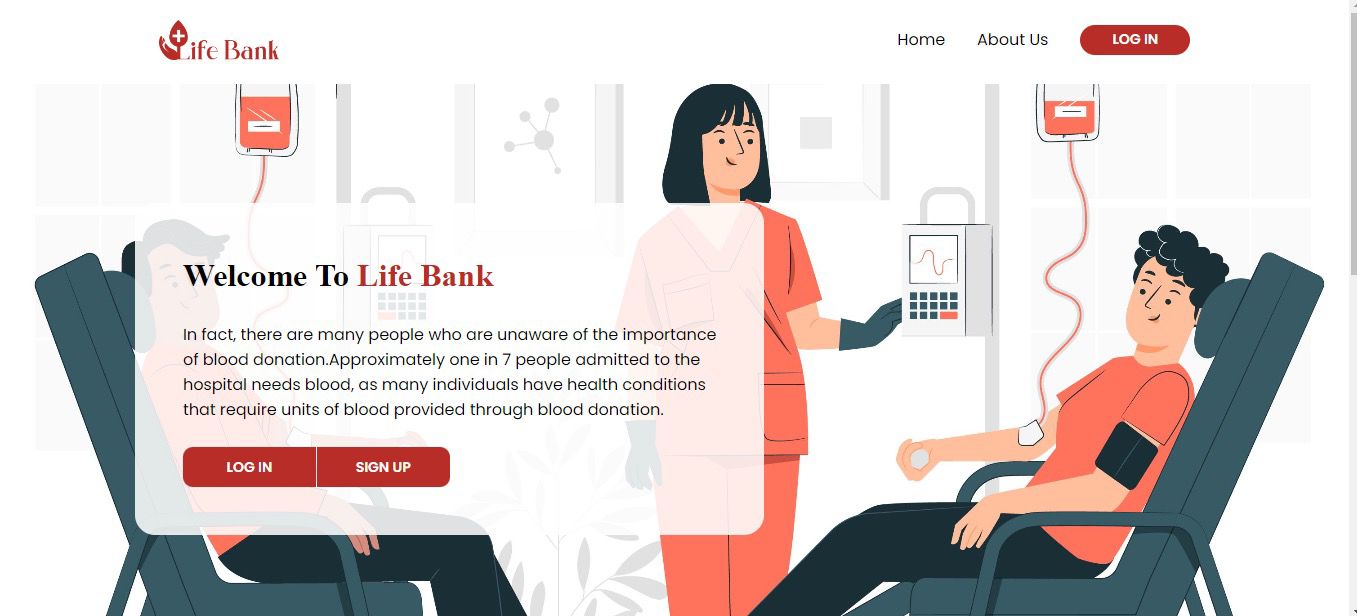 Life Bank
Home
About Us
LOG IN
Welcome To Life Bank
In fact, there are many people who are unaware of the importance
of blood donation.Approximately one in 7 people admitted to the
hospital needs blood, as many individuals have health conditions
that require units of blood provided through blood donation.
LOG IN
SIGN UP